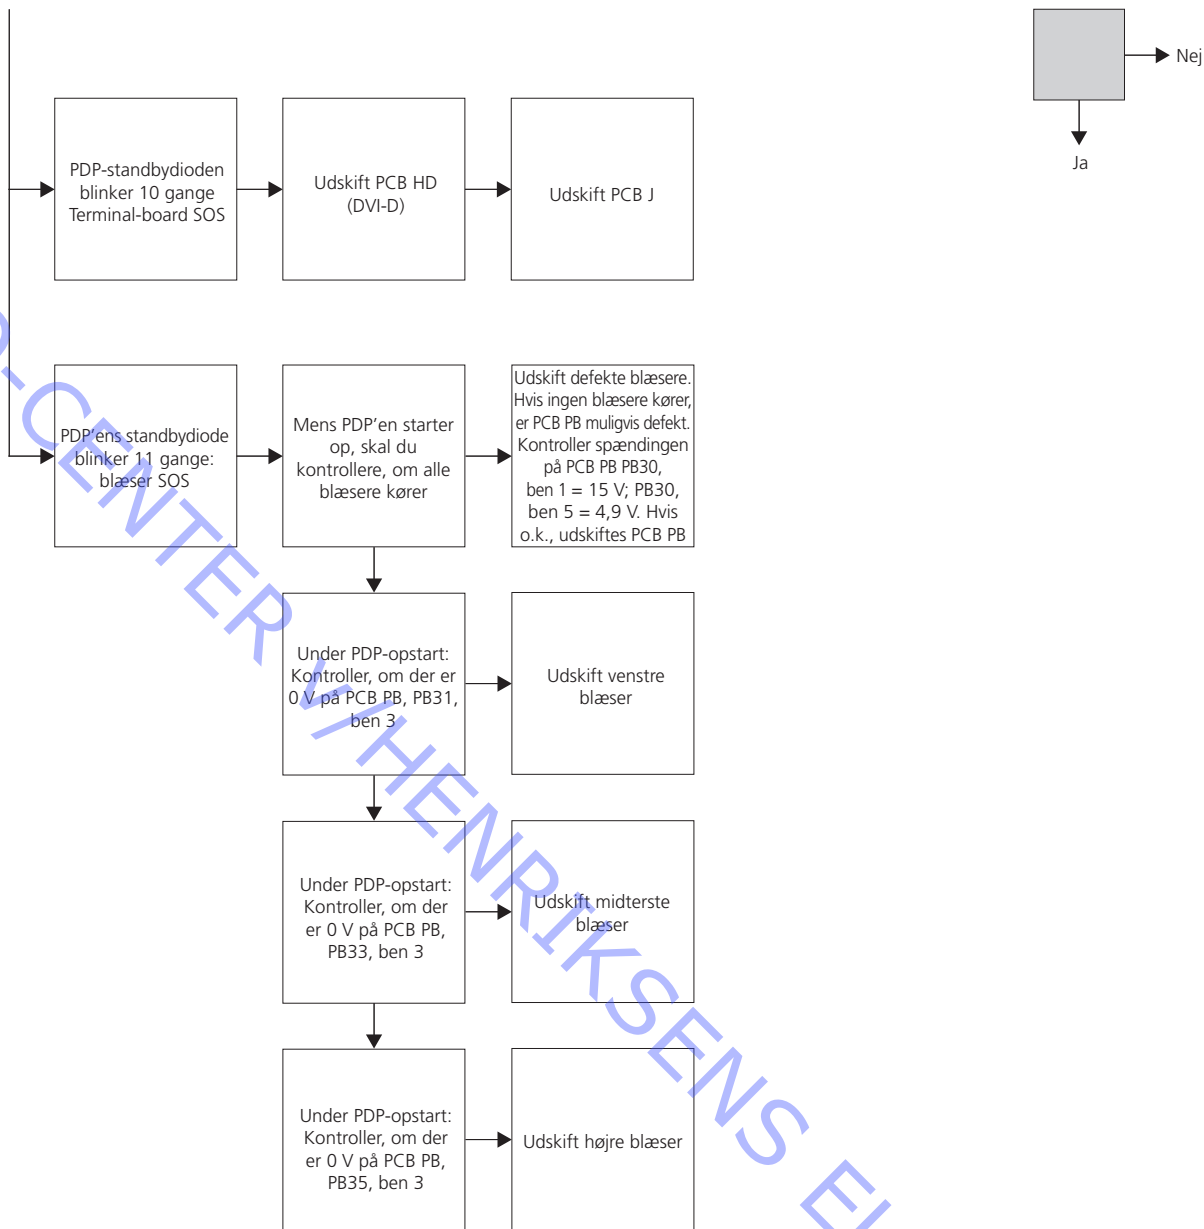 Nej
Ja
PDP-standbydioden
blinker 10 gange
Terminal-board SOS
Udskift PCB HD
(DVI-D)
Udskift PCB J
PDP'ens standbydiode
blinker 11 gange:
blæser SOS
Mens PDP'en starter
op, skal du
kontrollere, om alle
blæsere kører
Udskift defekte blæsere.
Hvis ingen blæsere kører,
er PCB PB muligvis defekt.
Kontroller spændingen
på PCB PB PB30,
ben 1 = 15 V; PB30,
ben 5 = 4,9 V. Hvis
o.k., udskiftes PCB PB
Under PDP-opstart:
Kontroller, om der er
0 V på PCB PB, PB31,
ben 3
Udskift venstre
blæser
Under PDP-opstart:
Kontroller, om der
er 0 V på PCB PB,
PB33, ben 3
Udskift midterste
blæser
Under PDP-opstart:
Kontroller, om der
er 0 V på PCB PB,
PB35, ben 3
Udskift højre blæser
-CENTER V/HENRIKSENS